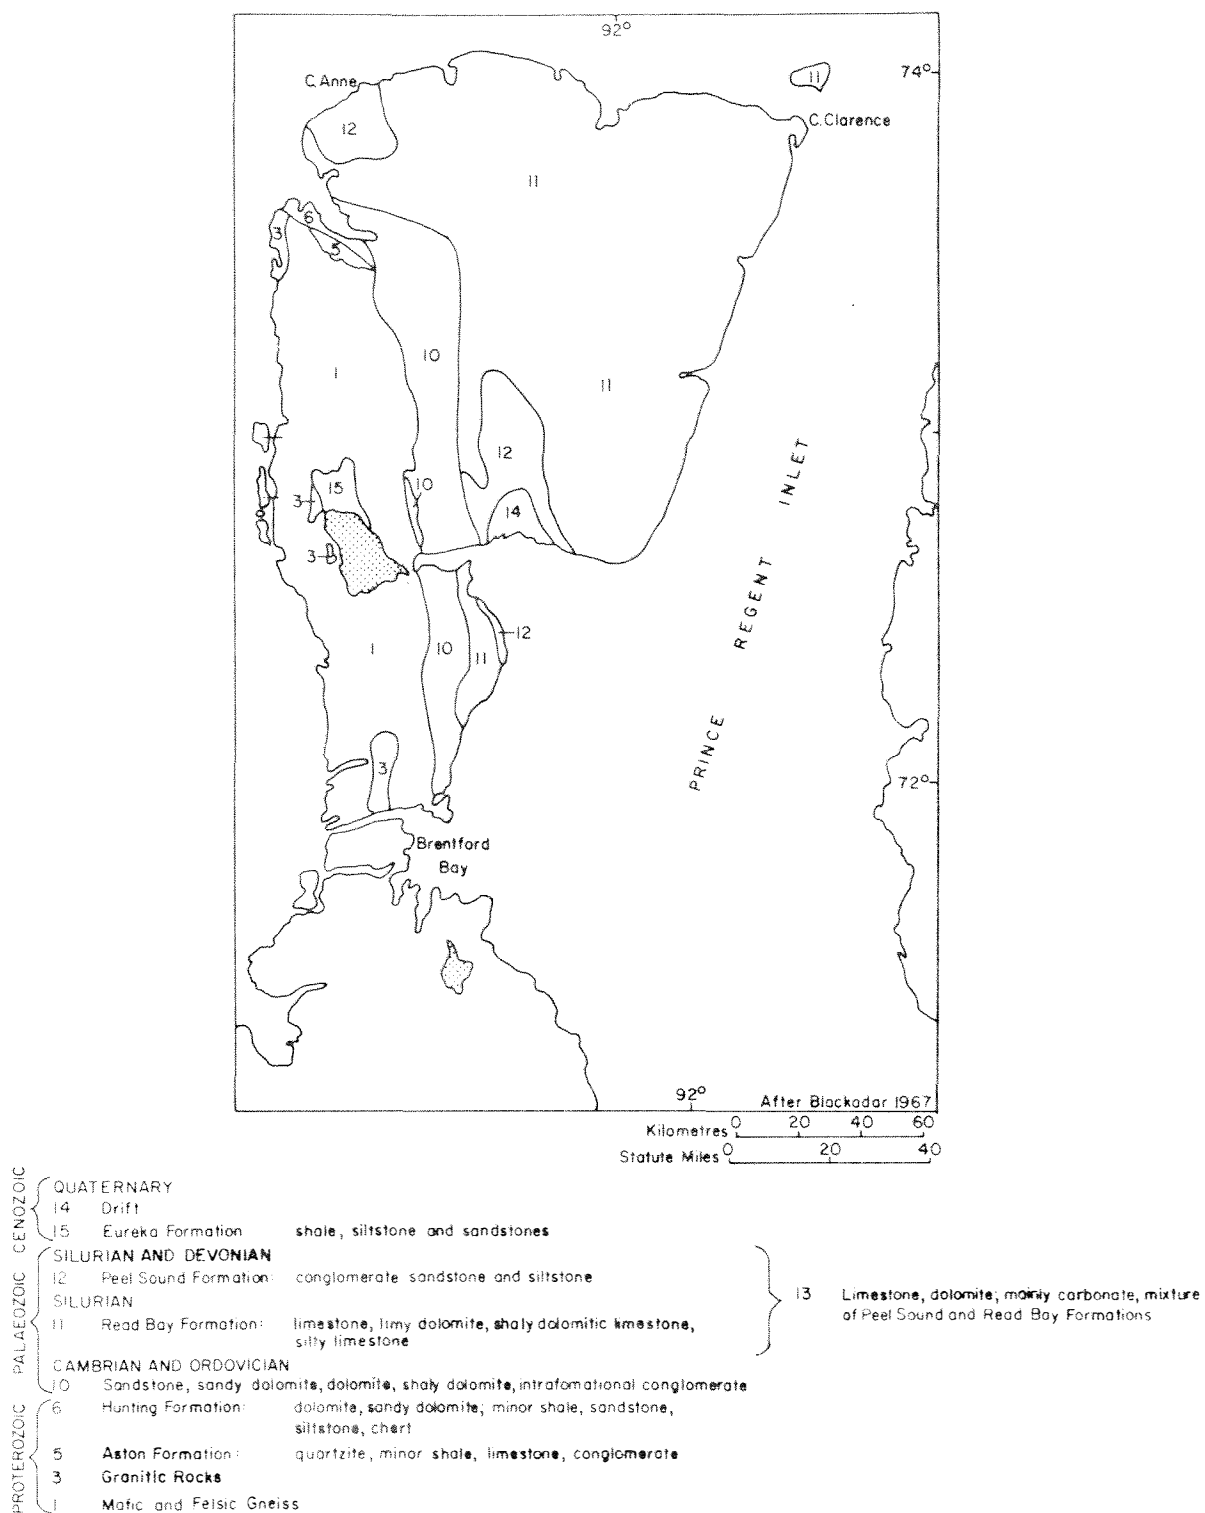 92°
C. Anne
11
74°
12
C. Clarence
11
6
3
5
10
1
11
12
15
10
3
14
3
PRINCE REGENT INLET
12
1
10
11
3
72°
Brentford
Bay
92°
After Blackadar 1967
Kilometres 0 20 40 60
Statute Miles 0 20 40
CENOZOIC
QUATERNARY
14 Drift
15 Eureka Formation shale, siltstone and sandstones
PALAEOZOIC
SILURIAN AND DEVONIAN
12 Peel Sound Formation: conglomerate sandstone and siltstone
SILURIAN
11 Read Bay Formation: limestone, limy dolomite, shaly dolomitic limestone,
silty limestone
13 Limestone, dolomite; mainly carbonate, mixture
of Peel Sound and Read Bay Formations
CAMBRIAN AND ORDOVICIAN
10 Sandstone, sandy dolomite, dolomite, shaly dolomite, intrafomational conglomerate
PROTEROZOIC
6 Hunting Formation: dolomite, sandy dolomite; minor shale, sandstone,
siltstone, chert
5 Aston Formation: quartzite, minor shale, limestone, conglomerate
3 Granitic Rocks
1 Mafic and Felsic Gneiss